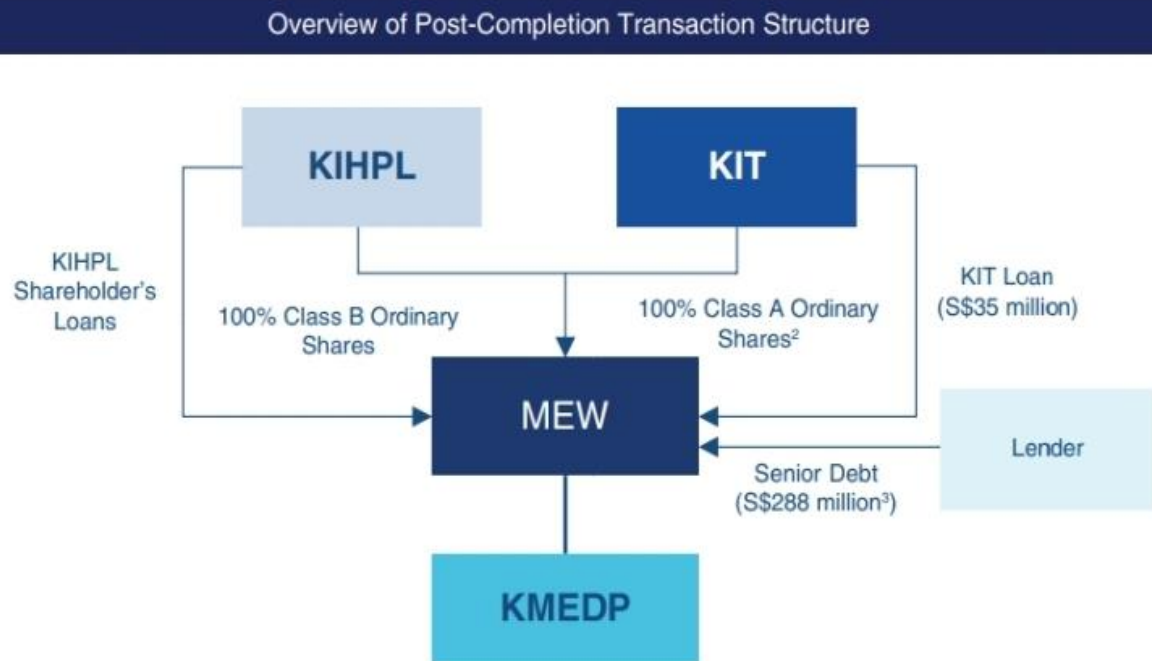 Overview of Post-Completion Transaction Structure
KIHPL
KIT
KIHPL
Shareholder's
Loans
100% Class B Ordinary
Shares
100% Class A Ordinary
Shares²
KIT Loan
(S$35 million)
MEW
Lender
Senior Debt
(S$288 million³)
KMEDP